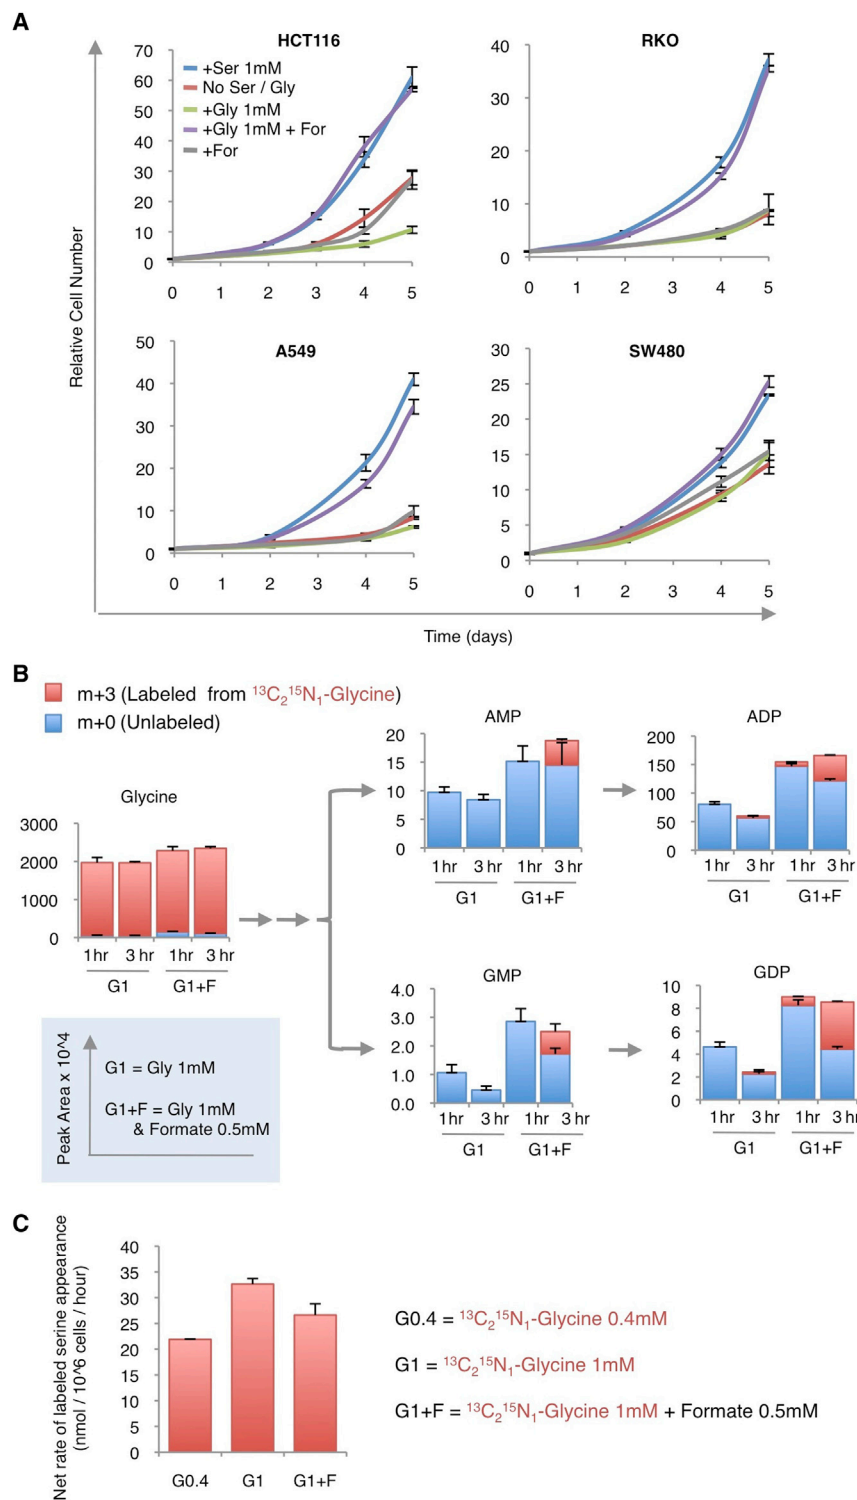 A
Relative Cell Number
HCT116
70
60
50
40
30
20
10
0
+Ser 1mM
No Ser / Gly
+Gly 1mM
+Gly 1mM + For
+For
0 1 2 3 4 5
RKO
40
30
20
10
0
0 1 2 3 4 5
A549
50
40
30
20
10
0
0 1 2 3 4 5
SW480
30
25
20
15
10
5
0
0 1 2 3 4 5
Time (days)
B
m+3 (Labeled from ¹³C₂¹⁵N₁-Glycine)
m+0 (Unlabeled)
Glycine
3000
2000
1000
0
1hr 3 hr 1hr 3 hr
G1 G1+F
AMP
20
15
10
5
0
1hr 3 hr 1hr 3 hr
G1 G1+F
ADP
200
150
100
50
0
1hr 3 hr 1hr 3 hr
G1 G1+F
GMP
4.0
3.0
2.0
1.0
0.0
1hr 3 hr 1hr 3 hr
G1 G1+F
GDP
10
8
6
4
2
0
1hr 3 hr 1hr 3 hr
G1 G1+F
Peak Area x 10^4
G1 = Gly 1mM
G1+F = Gly 1mM
& Formate 0.5mM
C
Net rate of labeled serine appearance
(nmol / 10^6 cells / hour)
40
35
30
25
20
15
10
5
0
G0.4 G1 G1+F
G0.4 = ¹³C₂¹⁵N₁-Glycine 0.4mM
G1 = ¹³C₂¹⁵N₁-Glycine 1mM
G1+F = ¹³C₂¹⁵N₁-Glycine 1mM + Formate 0.5mM